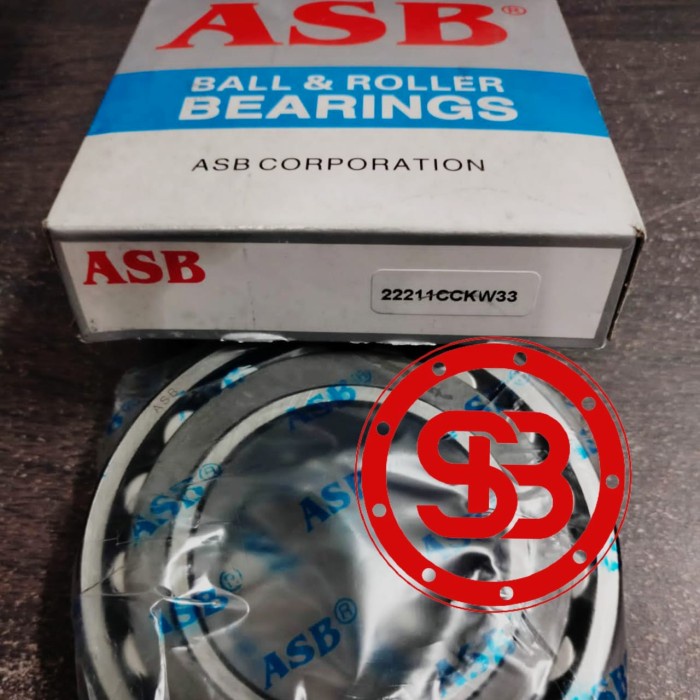 ASB®
BALL & ROLLER
BEARINGS
ASB CORPORATION
ASB
22211CCKW33
ASB
ASB®
ASB®
ASB
ASB®
ASB®
SB